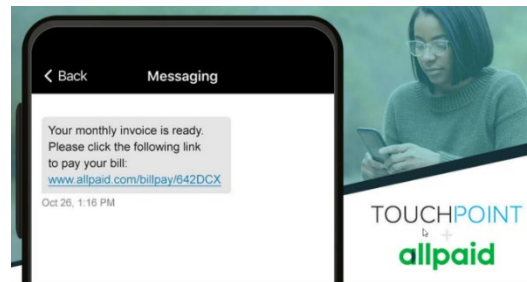 Back Messaging
Your monthly invoice is ready.
Please click the following link
to pay your bill:
www.allpaid.com/billpay/642DCX
Oct 26, 1:16 PM
TOUCHPOINT
+
allpaid